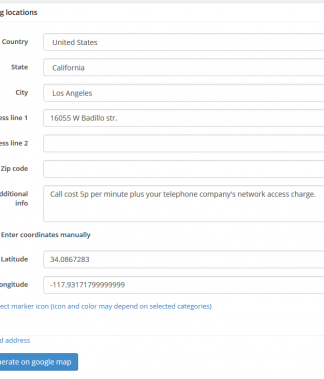 g locations
Country United States
State California
City Los Angeles
ess line 1 16055 W Badillo str.
ess line 2
Zip code
dditional info Call cost 5p per minute plus your telephone company's network access charge.
Enter coordinates manually
Latitude 34.0867283
ongitude -117.93171799999999
ect marker icon (icon and color may depend on selected categories)
d address
nerate on google map